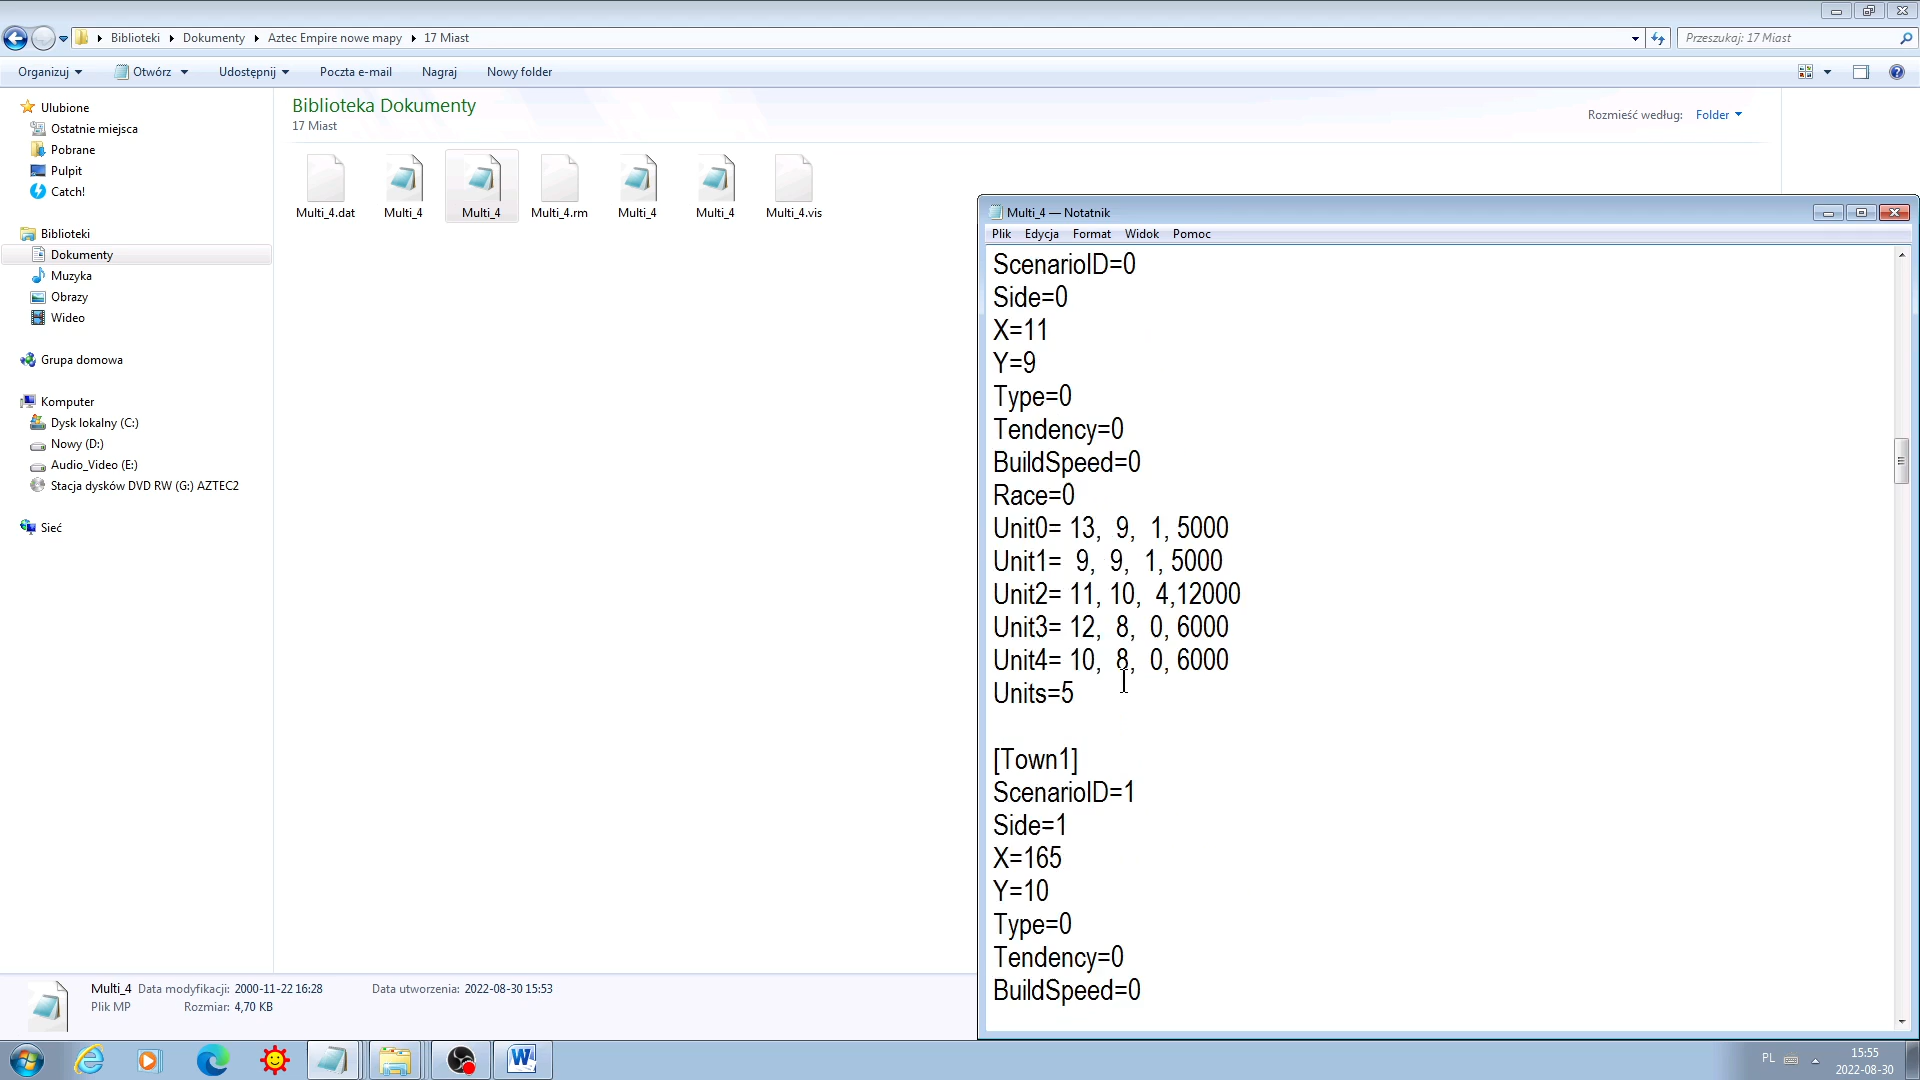 Biblioteki Dokumenty Aztec Empire nowe mapy 17 Miast
Przeszukaj: 17 Miast
Organizuj Otwórz Udostępnij Poczta e-mail Nagraj Nowy folder
Ulubione
Ostatnie miejsca
Pobrane
Pulpit
Catch!
Biblioteki
Dokumenty
Muzyka
Obrazy
Wideo
Grupa domowa
Komputer
Dysk lokalny (C:)
Nowy (D:)
Audio_Video (E:)
Stacja dysków DVD RW (G:) AZTEC2
Sieć
Biblioteka Dokumenty
17 Miast
Rozmieść według: Folder
Multi_4.dat Multi_4 Multi_4 Multi_4.rm Multi_4 Multi_4 Multi_4.vis
Multi_4 — Notatnik
Plik Edycja Format Widok Pomoc
ScenarioID=0
Side=0
X=11
Y=9
Type=0
Tendency=0
BuildSpeed=0
Race=0
Unit0= 13, 9, 1, 5000
Unit1= 9, 9, 1, 5000
Unit2= 11, 10, 4,12000
Unit3= 12, 8, 0, 6000
Unit4= 10, 8, 0, 6000
Units=5
[Town1]
ScenarioID=1
Side=1
X=165
Y=10
Type=0
Tendency=0
BuildSpeed=0
Multi_4 Data modyfikacji: 2000-11-22 16:28 Data utworzenia: 2022-08-30 15:53
Plik MP Rozmiar: 4,70 KB
PL
15:55
2022-08-30